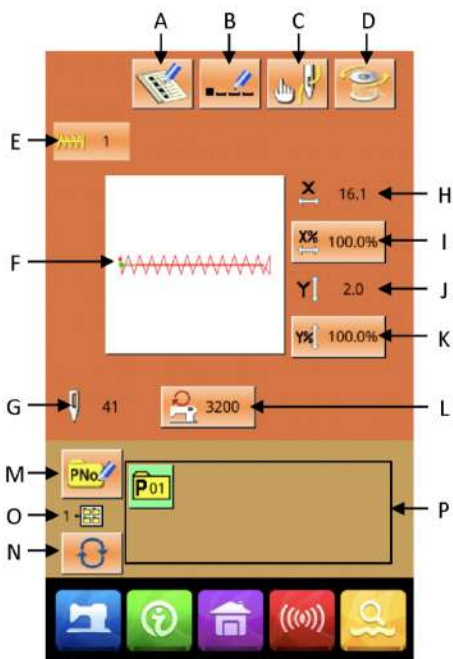 A B C D
E 1
X 16.1 H
X% 100.0% I
F
Y 2.0 J
Y% 100.0% K
G 41 3200 L
M PNo.
P01
O 1- P
N